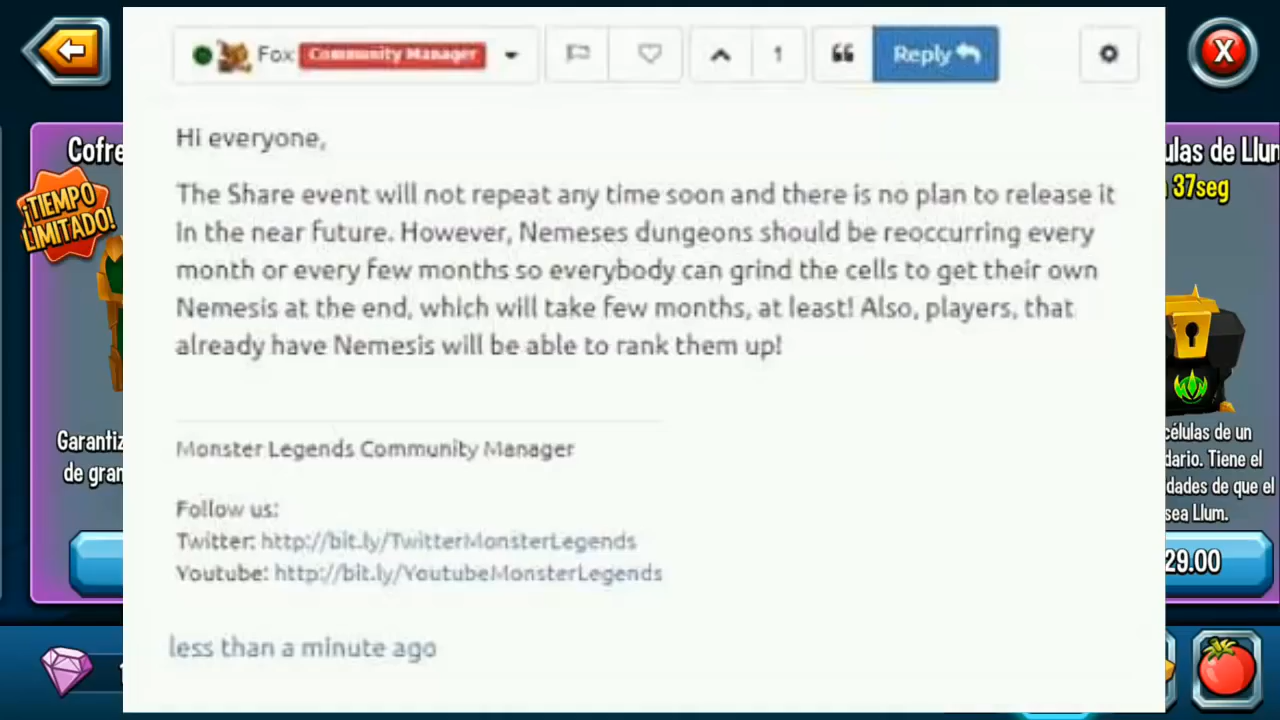 Fox Community Manager
1
Reply
Hi everyone,
The Share event will not repeat any time soon and there is no plan to release it
in the near future. However, Nemeses dungeons should be reoccurring every
month or every few months so everybody can grind the cells to get their own
Nemesis at the end, which will take few months, at least! Also, players, that
already have Nemesis will be able to rank them up!
Monster Legends Community Manager
Follow us:
Twitter: http://bit.ly/TwitterMonsterLegends
Youtube: http://bit.ly/YoutubeMonsterLegends
less than a minute ago
Cofre
¡TIEMPO
LIMITADO!
Garantiz
de gran
ulas de Llum
37seg
células de un
dario. Tiene el
dades de que el
sea Llum.
29.00
X